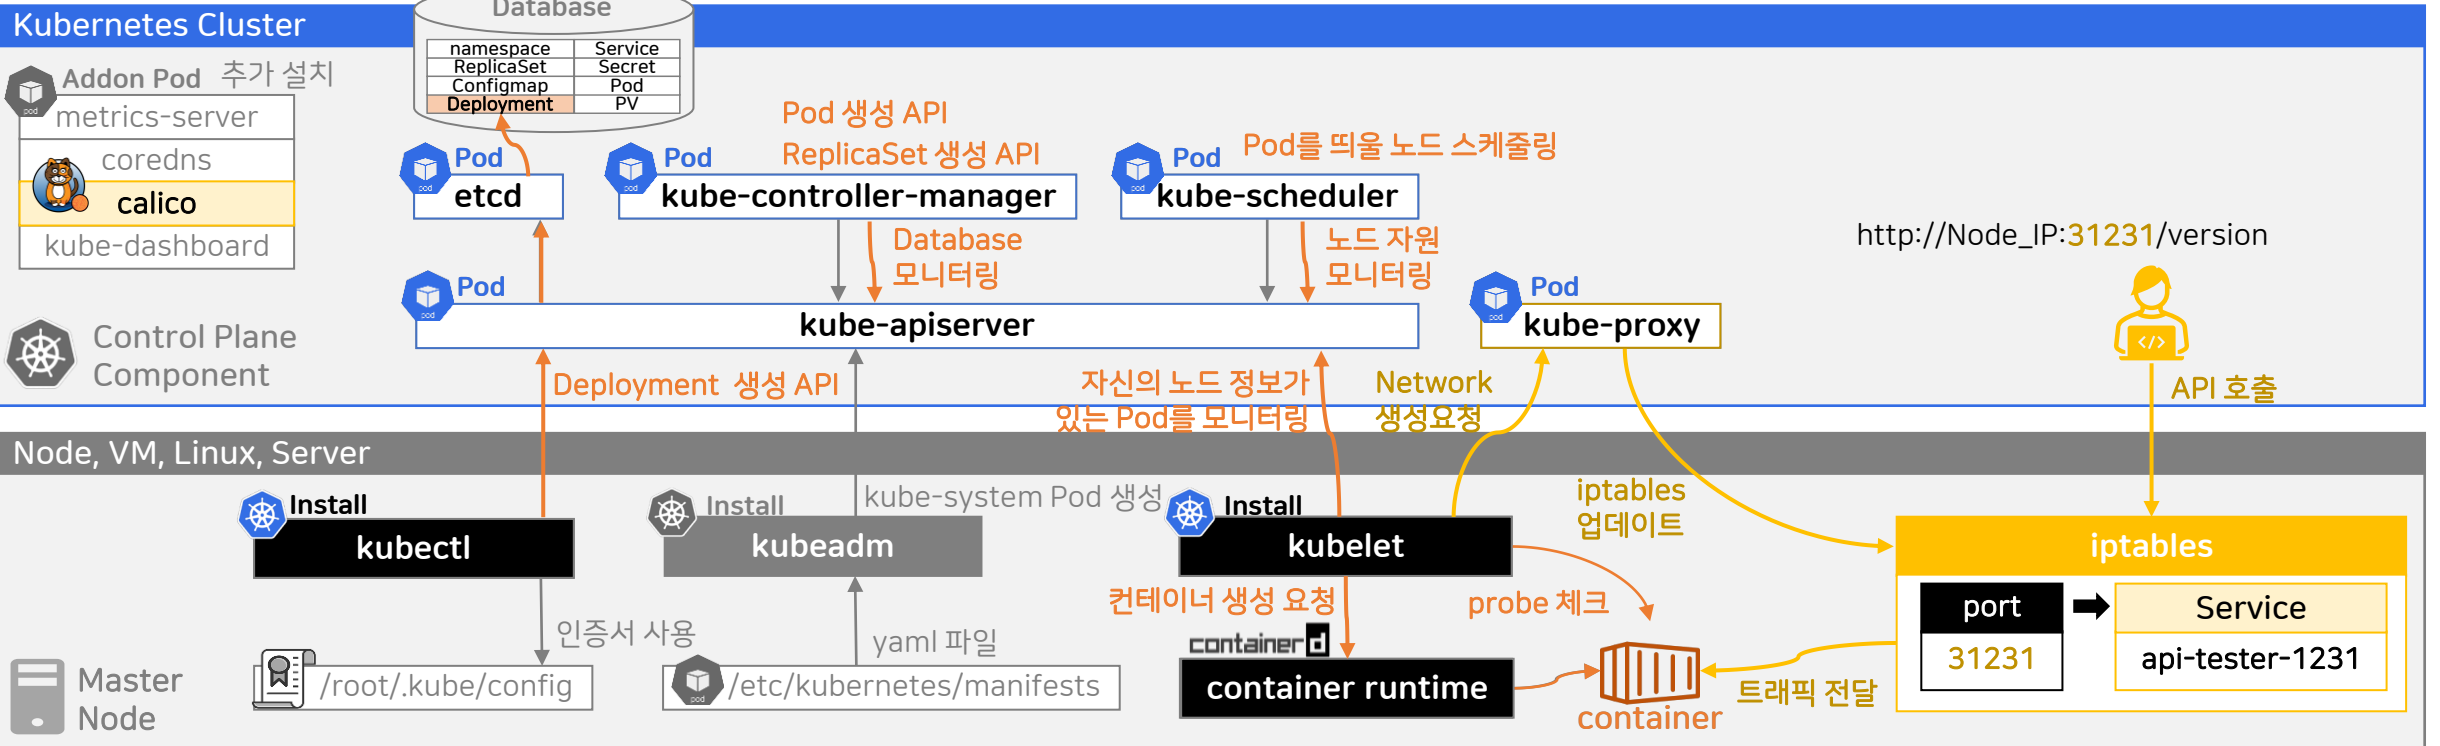 Database
Kubernetes Cluster
namespace Service
ReplicaSet Secret
Configmap Pod
Deployment PV
Addon Pod 추가 설치
pod
metrics-server
coredns
calico
kube-dashboard
Pod 생성 API
ReplicaSet 생성 API
Pod를 띄울 노드 스케줄링
Pod
pod
etcd
Pod
pod
kube-controller-manager
Pod
pod
kube-scheduler
Database
모니터링
노드 자원
모니터링
http://Node_IP:31231/version
Pod
pod
kube-apiserver
Pod
pod
kube-proxy
</>
Control Plane
Component
Deployment 생성 API
자신의 노드 정보가
있는 Pod를 모니터링
Network
생성요청
API 호출
Node, VM, Linux, Server
Install
kubectl
Install
kubeadm
kube-system Pod 생성
Install
kubelet
iptables
업데이트
iptables
port Service
31231 api-tester-1231
인증서 사용
yaml 파일
컨테이너 생성 요청
probe 체크
containerd
Master
Node
/root/.kube/config
pod
/etc/kubernetes/manifests
container runtime
container
트래픽 전달